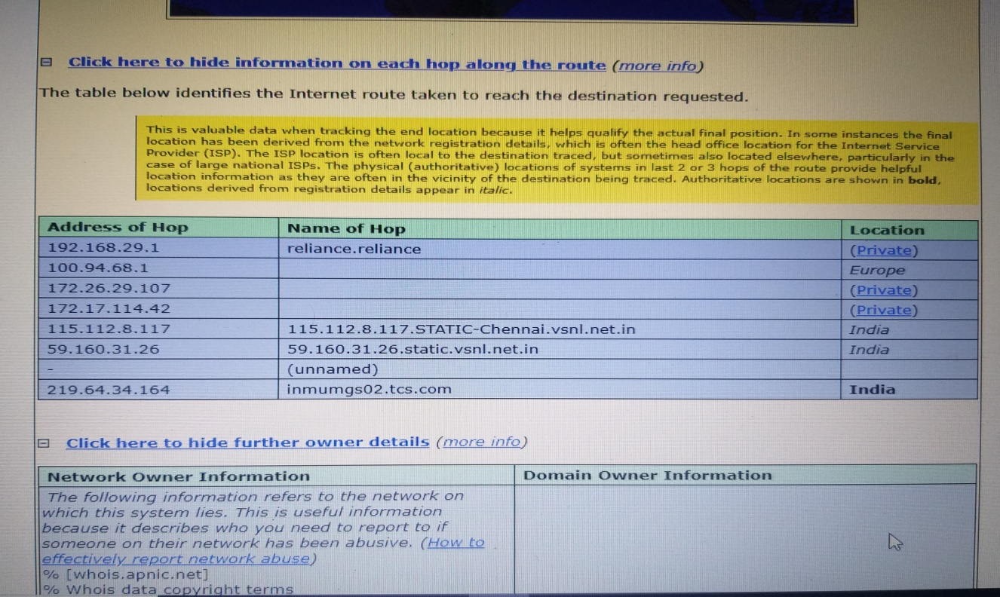 Click here to hide information on each hop along the route (more info)
The table below identifies the Internet route taken to reach the destination requested.
This is valuable data when tracking the end location because it helps qualify the actual final position. In some instances the final
location has been derived from the network registration details, which is often the head office location for the Internet Service
Provider (ISP). The ISP location is often local to the destination traced, but sometimes also located elsewhere, particularly in the
case of large national ISPs. The physical (authoritative) locations of systems in last 2 or 3 hops of the route provide helpful
location information as they are often in the vicinity of the destination being traced. Authoritative locations are shown in bold,
locations derived from registration details appear in italic.
Address of Hop Name of Hop Location
192.168.29.1 reliance.reliance (Private)
100.94.68.1 Europe
172.26.29.107 (Private)
172.17.114.42 (Private)
115.112.8.117 115.112.8.117.STATIC-Chennai.vsnl.net.in India
59.160.31.26 59.160.31.26.static.vsnl.net.in India
- (unnamed)
219.64.34.164 inmumgs02.tcs.com India
Click here to hide further owner details (more info)
Network Owner Information Domain Owner Information
The following information refers to the network on
which this system lies. This is useful information
because it describes who you need to report to if
someone on their network has been abusive. (How to
effectively report network abuse)
% [whois.apnic.net]
% Whois data copyright terms